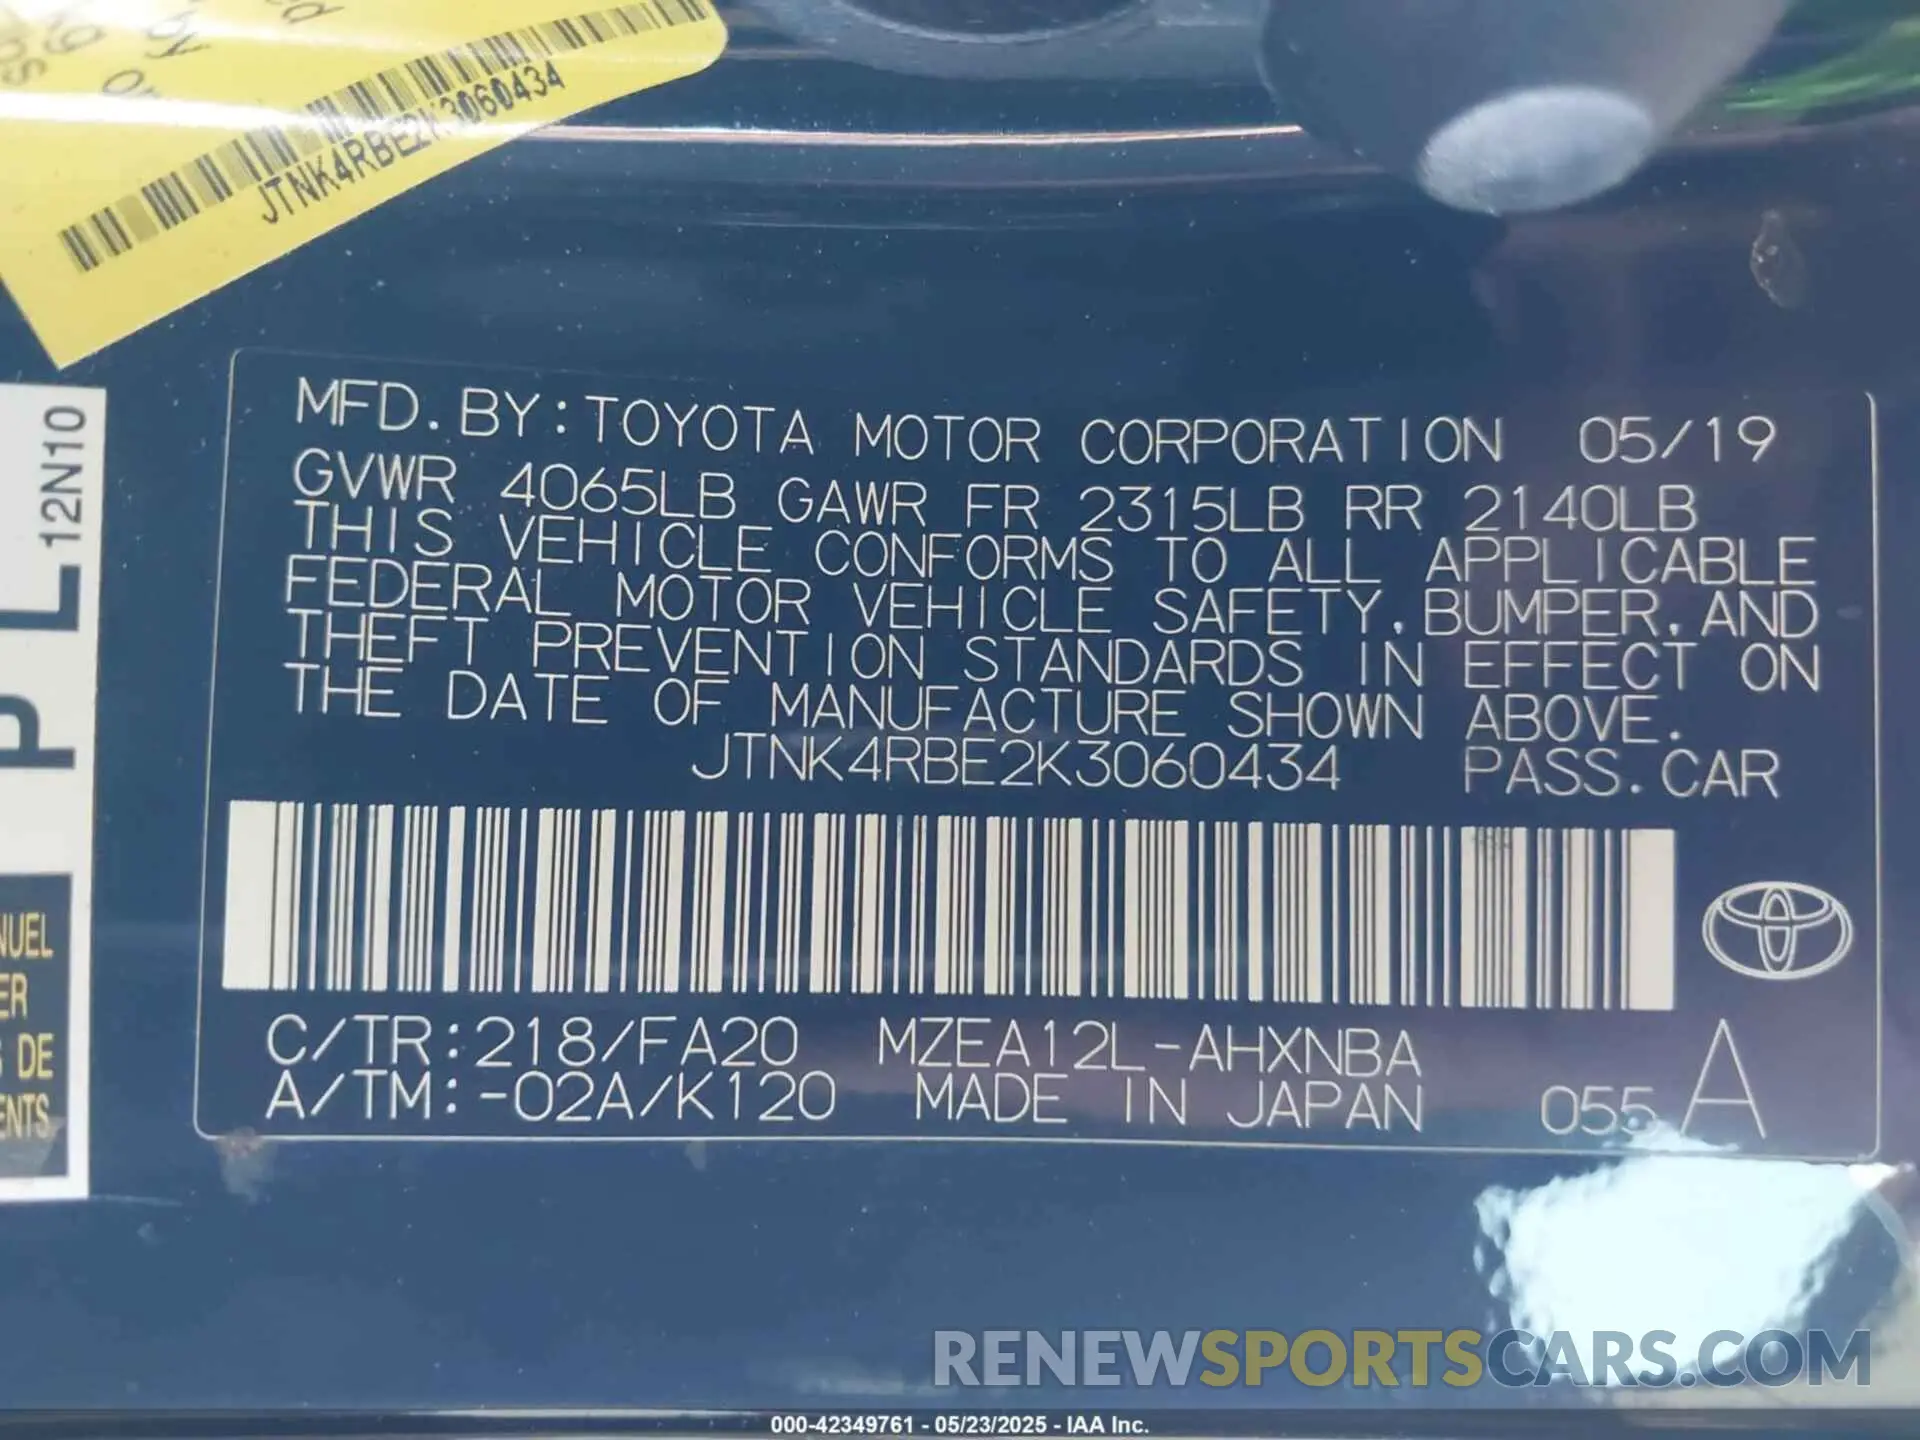 JTNK4RBE2K3060434
12N10
P L
MFD. BY: TOYOTA MOTOR CORPORATION 05/19
GVWR 4065LB GAWR FR 2315LB RR 2140LB
THIS VEHICLE CONFORMS TO ALL APPLICABLE
FEDERAL MOTOR VEHICLE SAFETY, BUMPER, AND
THEFT PREVENTION STANDARDS IN EFFECT ON
THE DATE OF MANUFACTURE SHOWN ABOVE.
JTNK4RBE2K3060434 PASS. CAR
NUEL
ER
S DE
ENTS
C/TR: 218/FA20 MZEA12L-AHXNBA
A/TM: -02A/K120 MADE IN JAPAN 055 A
RENEWSPORTSCARS.COM
000-42349761 - 05/23/2025 - IAA Inc.